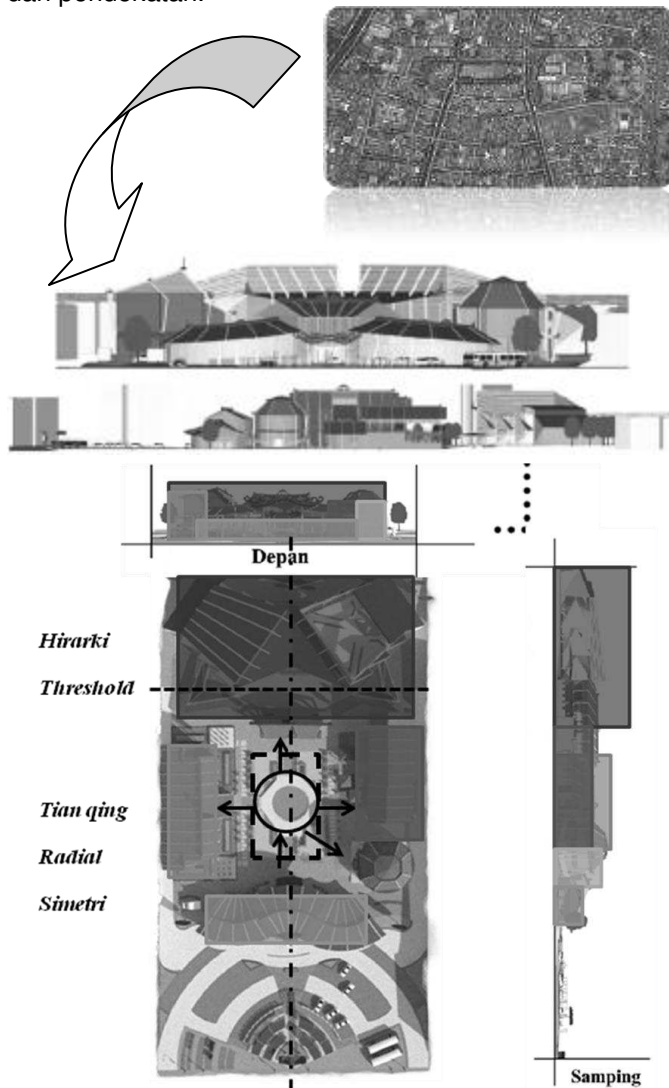 dan pendekatan.
Depan
Hirarki
Threshold
Tian qing
Radial
Simetri
Samping